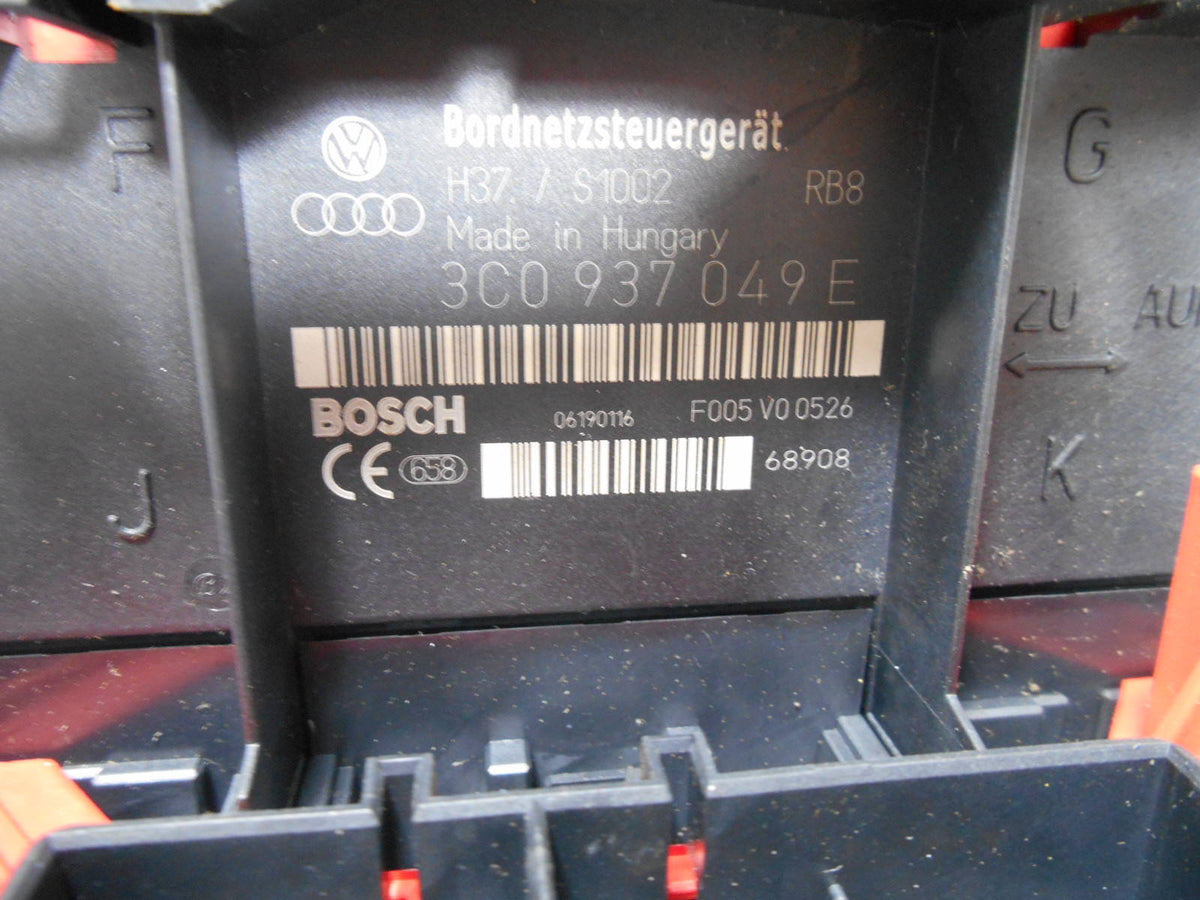 F
G
Bordnetzsteuergerät
H37. / S1002 RB8
Made in Hungary
3C0 937 049 E
ZU
BOSCH 06190116 F005 V0 0526
CE 658 68908
J
K